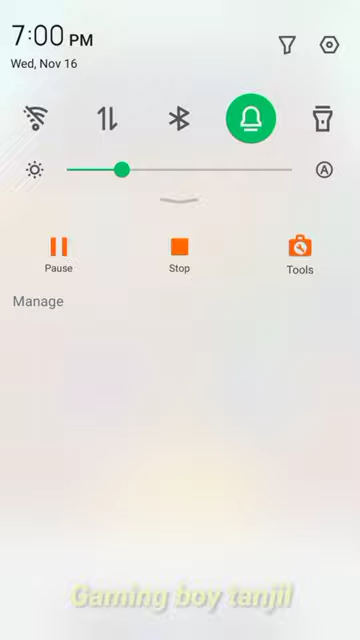 7:00 PM
Wed, Nov 16
A
Pause
Stop
Tools
Manage
Gaming boy tanjil